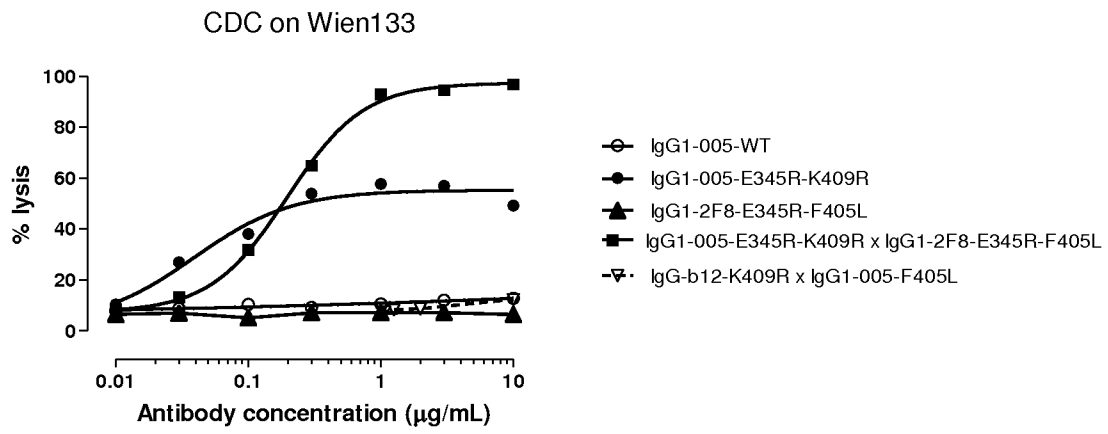 CDC on Wien133
100
80
60
40
20
0
% lysis
0.01
0.1
1
10
Antibody concentration (µg/mL)
IgG1-005-WT
IgG1-005-E345R-K409R
IgG1-2F8-E345R-F405L
IgG1-005-E345R-K409R x IgG1-2F8-E345R-F405L
IgG-b12-K409R x IgG1-005-F405L